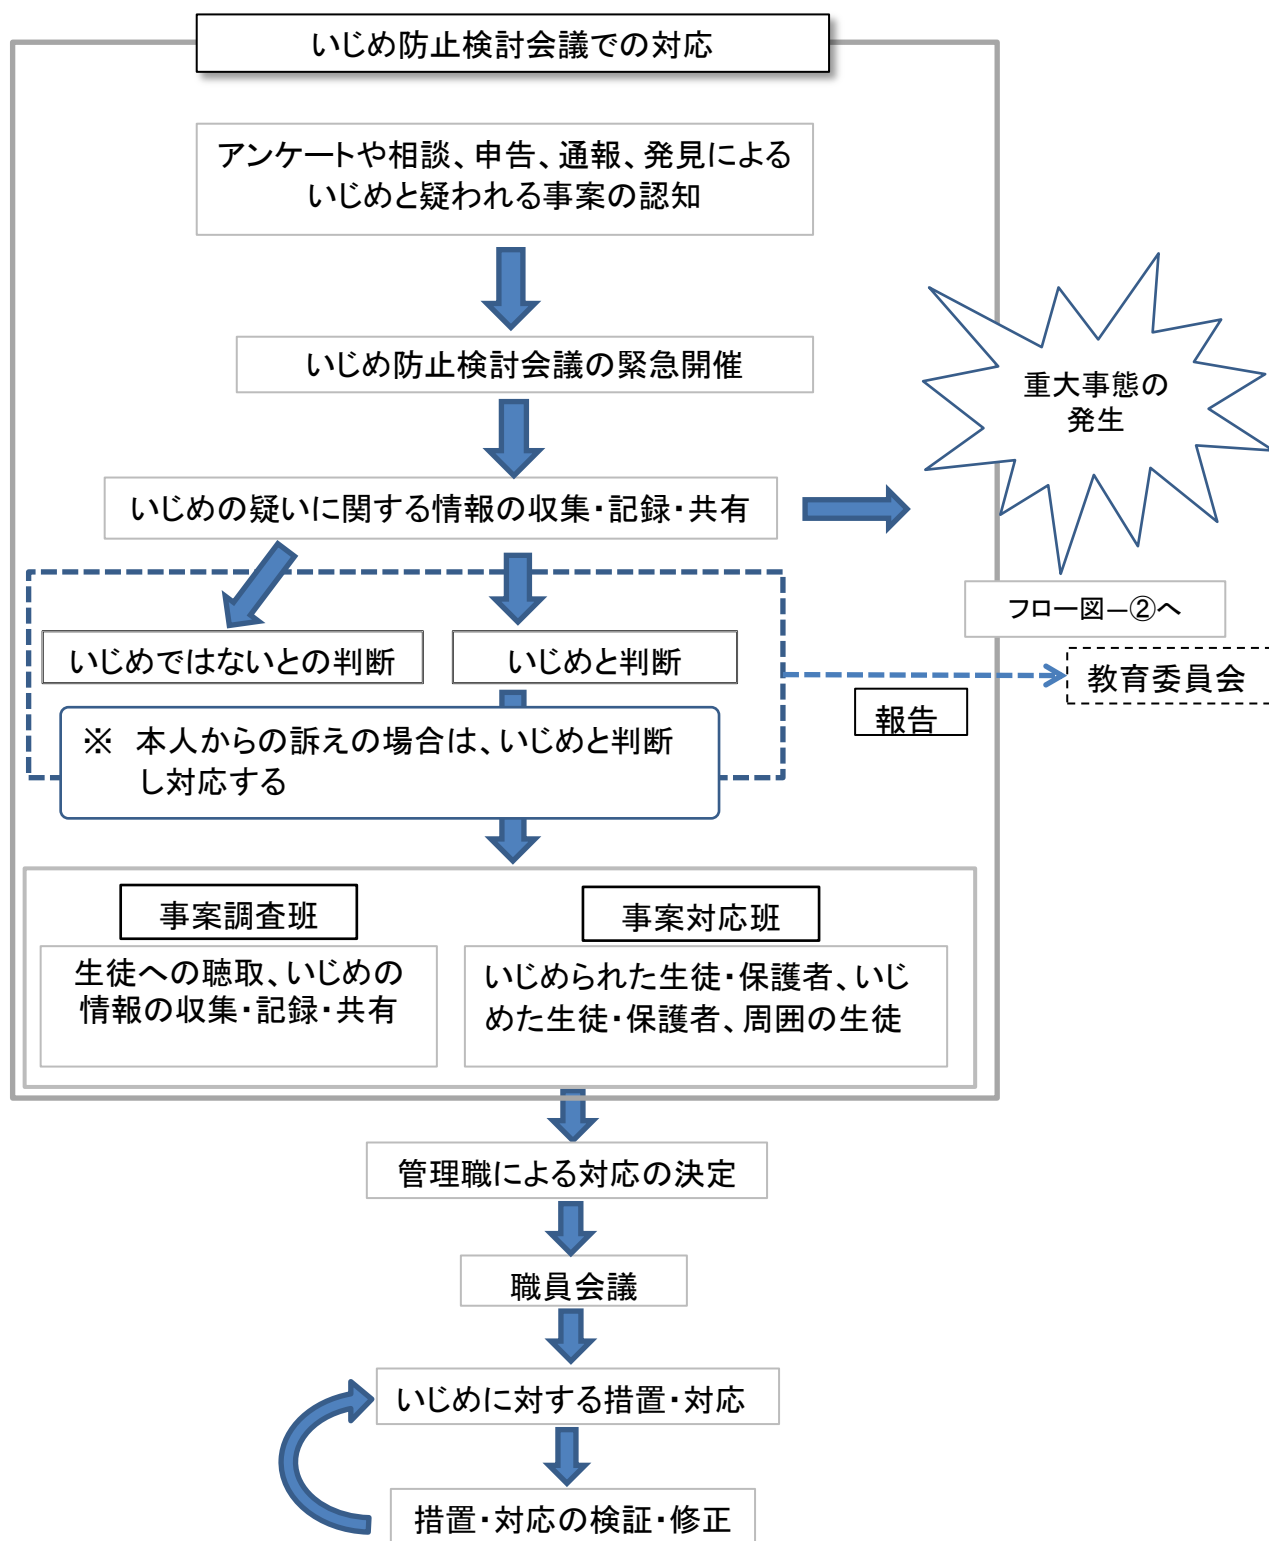 いじめ防止検討会議での対応
アンケートや相談、申告、通報、発見による
いじめと疑われる事案の認知
いじめ防止検討会議の緊急開催
重大事態の
発生
いじめの疑いに関する情報の収集・記録・共有
フロー図―②へ
いじめではないとの判断
いじめと判断
教育委員会
報告
※ 本人からの訴えの場合は、いじめと判断
し対応する
事案調査班
生徒への聴取、いじめの
情報の収集・記録・共有
事案対応班
いじめられた生徒・保護者、いじ
めた生徒・保護者、周囲の生徒
管理職による対応の決定
職員会議
いじめに対する措置・対応
措置・対応の検証・修正